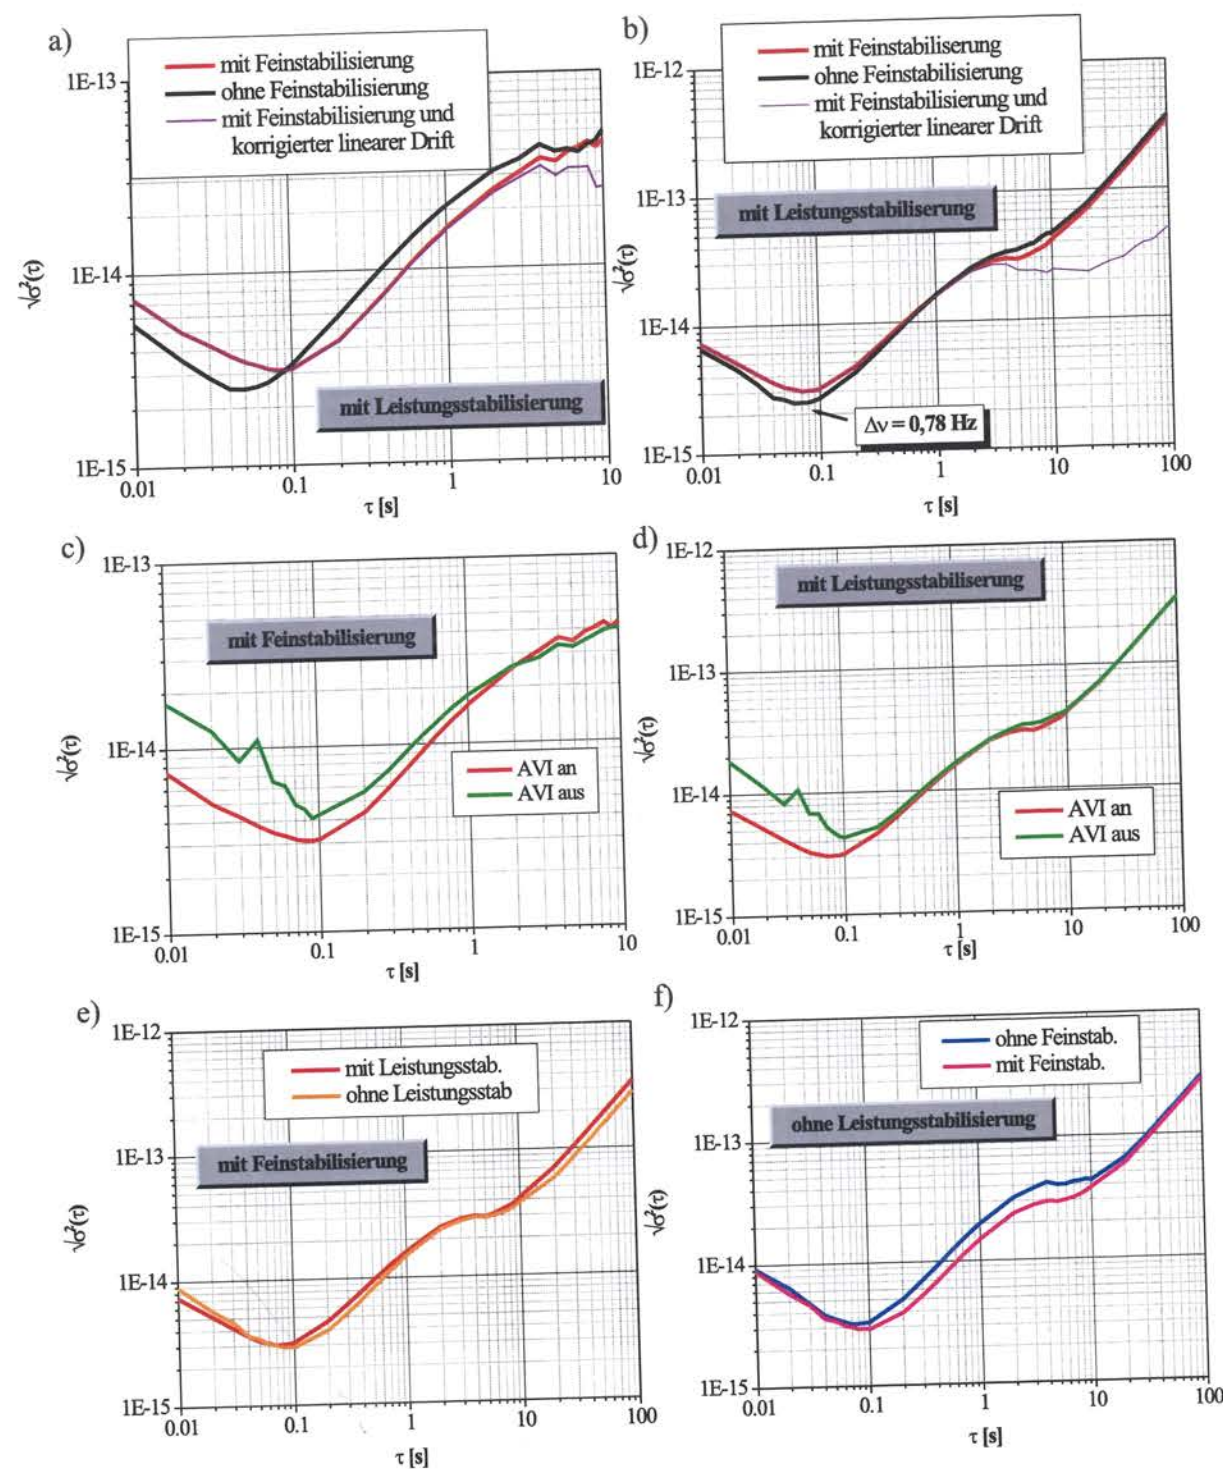 a)
mit Feinstabilisierung
ohne Feinstabilisierung
mit Feinstabilisierung und
korrigierter linearer Drift
1E-13
1E-14
1E-15
√σ²(τ)
mit Leistungsstabilisierung
0.01
0.1
1
10
τ [s]
b)
mit Feinstabiliserung
ohne Feinstabiliserung
mit Feinstabilisierung und
korrigierter linearer Drift
1E-12
1E-13
1E-14
1E-15
√σ²(τ)
mit Leistungsstabiliserung
Δν = 0,78 Hz
0.01
0.1
1
10
100
τ [s]
c)
1E-13
1E-14
1E-15
√σ²(τ)
mit Feinstabilisierung
AVI an
AVI aus
0.01
0.1
1
10
τ [s]
d)
1E-12
1E-13
1E-14
1E-15
√σ²(τ)
mit Leistungsstabiliserung
AVI an
AVI aus
0.01
0.1
1
10
100
τ [s]
e)
1E-12
1E-13
1E-14
1E-15
√σ²(τ)
mit Leistungsstab.
ohne Leistungsstab
mit Feinstabilisierung
0.01
0.1
1
10
100
τ [s]
f)
1E-12
1E-13
1E-14
1E-15
√σ²(τ)
ohne Feinstab.
mit Feinstab.
ohne Leistungsstabilisierung
0.01
0.1
1
10
100
τ [s]